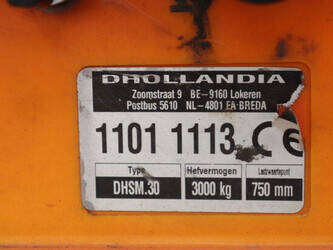 DHOLLANDIA
Zoomstraat 9 BE-9160 Lokeren
Postbus 5610 NL-4801 EA BREDA
1101 1113 CE
Type Hefvermogen Lastzwaartepunt
DHSM.30 3000 kg 750 mm